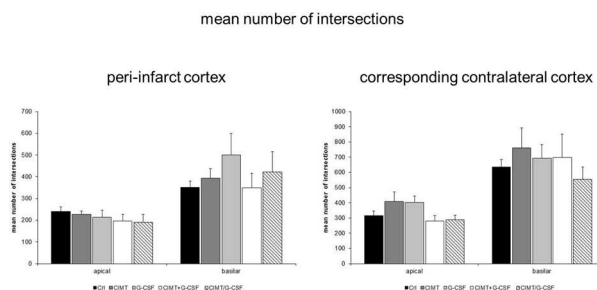 mean number of intersections
peri-infarct cortex
corresponding contralateral cortex
mean number of intersections
700
600
500
400
300
200
100
0
apical
basilar
Crl CIMT G-CSF CIMT+G-CSF CIMT/G-CSF
mean number of intersections
1000
900
800
700
600
500
400
300
200
100
0
apical
basilar
Crl CIMT G-CSF CIMT+G-CSF CIMT/G-CSF